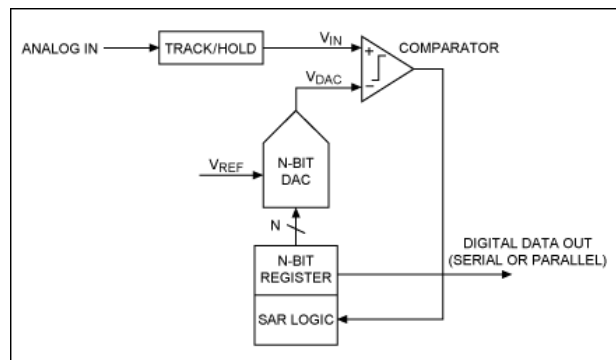 ANALOG IN
TRACK/HOLD
VIN
COMPARATOR
+
−
VDAC
VREF
N-BIT
DAC
N
N-BIT
REGISTER
SAR LOGIC
DIGITAL DATA OUT
(SERIAL OR PARALLEL)